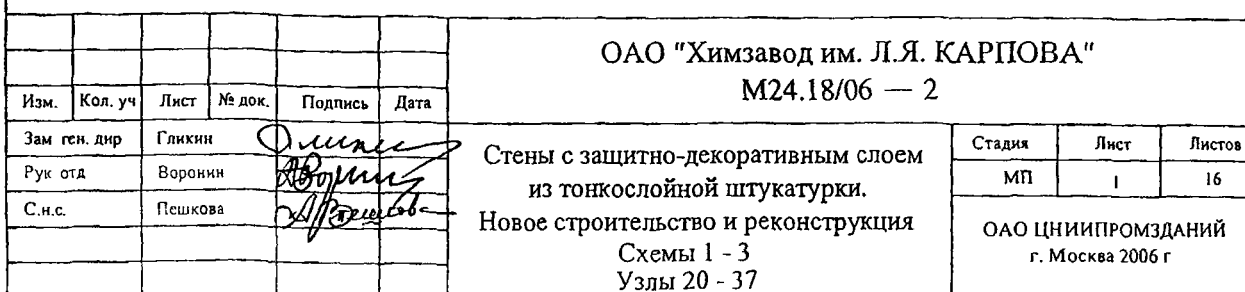 ОАО "Химзавод им. Л.Я. КАРПОВА"
М24.18/06 — 2
Изм. Кол. уч Лист № док. Подпись Дата
Зам ген. дир Гликин
Рук отд Воронин
С.н.с. Пешкова
Стены с защитно-декоративным слоем
из тонкослойной штукатурки.
Новое строительство и реконструкция
Схемы 1 - 3
Узлы 20 - 37
Стадия Лист Листов
МП 1 16
ОАО ЦНИИПРОМЗДАНИЙ
г. Москва 2006 г